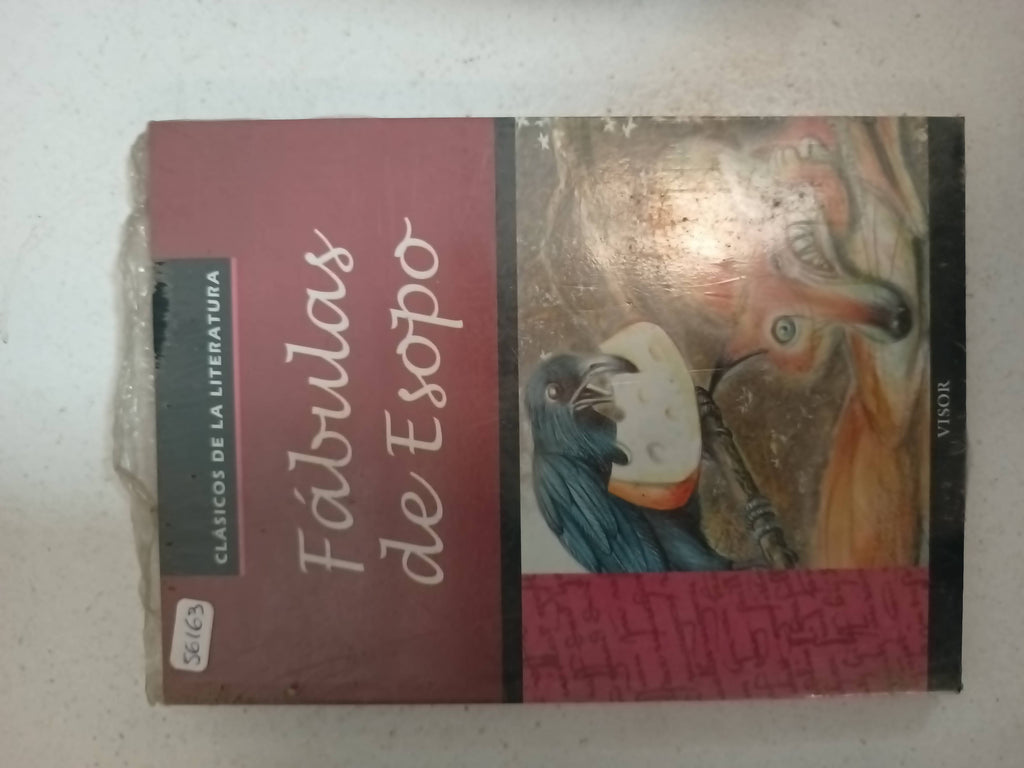 CLÁSICOS DE LA LITERATURA
56163
Fábulas
de Esopo
VISOR